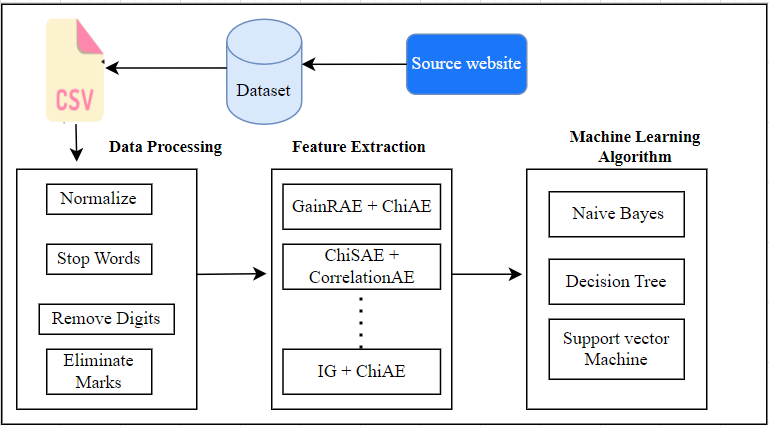 Source website
Dataset
CSV
Data Processing
Feature Extraction
Machine Learning
Algorithm
Normalize
Stop Words
Remove Digits
Eliminate
Marks
GainRAE + ChiAE
ChiSAE +
CorrelationAE
IG + ChiAE
Naive Bayes
Decision Tree
Support vector
Machine